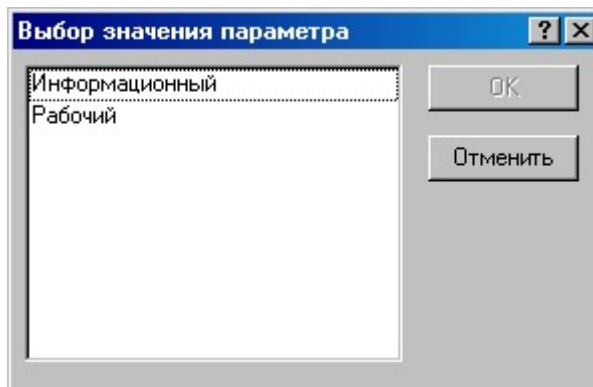 Выбор значения параметра
Информационный
Рабочий
OK
Отменить